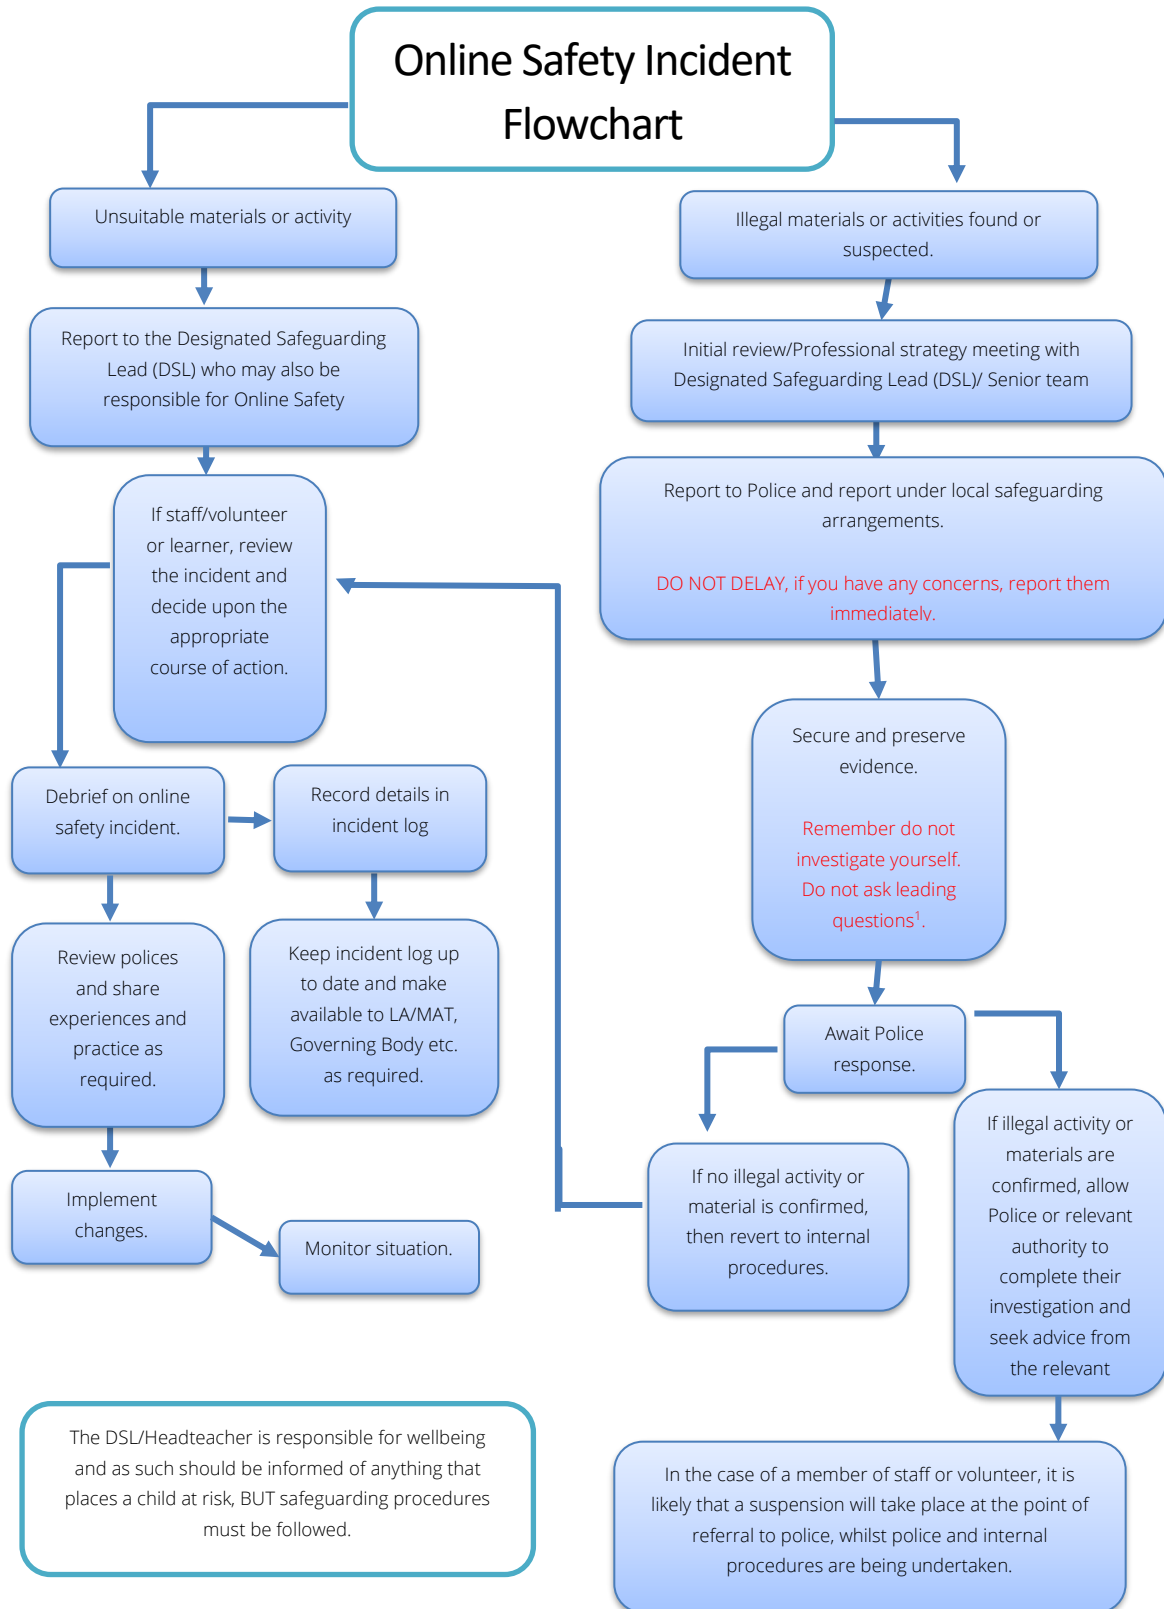 Online Safety Incident
Flowchart
Unsuitable materials or activity
Report to the Designated Safeguarding
Lead (DSL) who may also be
responsible for Online Safety
If staff/volunteer
or learner, review
the incident and
decide upon the
appropriate
course of action.
Debrief on online
safety incident.
Record details in
incident log
Review polices
and share
experiences and
practice as
required.
Keep incident log up
to date and make
available to LA/MAT,
Governing Body etc.
as required.
Implement
changes.
Monitor situation.
Illegal materials or activities found or
suspected.
Initial review/Professional strategy meeting with
Designated Safeguarding Lead (DSL)/ Senior team
Report to Police and report under local safeguarding
arrangements.
DO NOT DELAY, if you have any concerns, report them
immediately.
Secure and preserve
evidence.
Remember do not
investigate yourself.
Do not ask leading
questions¹.
Await Police
response.
If no illegal activity or
material is confirmed,
then revert to internal
procedures.
If illegal activity or
materials are
confirmed, allow
Police or relevant
authority to
complete their
investigation and
seek advice from
the relevant
In the case of a member of staff or volunteer, it is
likely that a suspension will take place at the point of
referral to police, whilst police and internal
procedures are being undertaken.
The DSL/Headteacher is responsible for wellbeing
and as such should be informed of anything that
places a child at risk, BUT safeguarding procedures
must be followed.